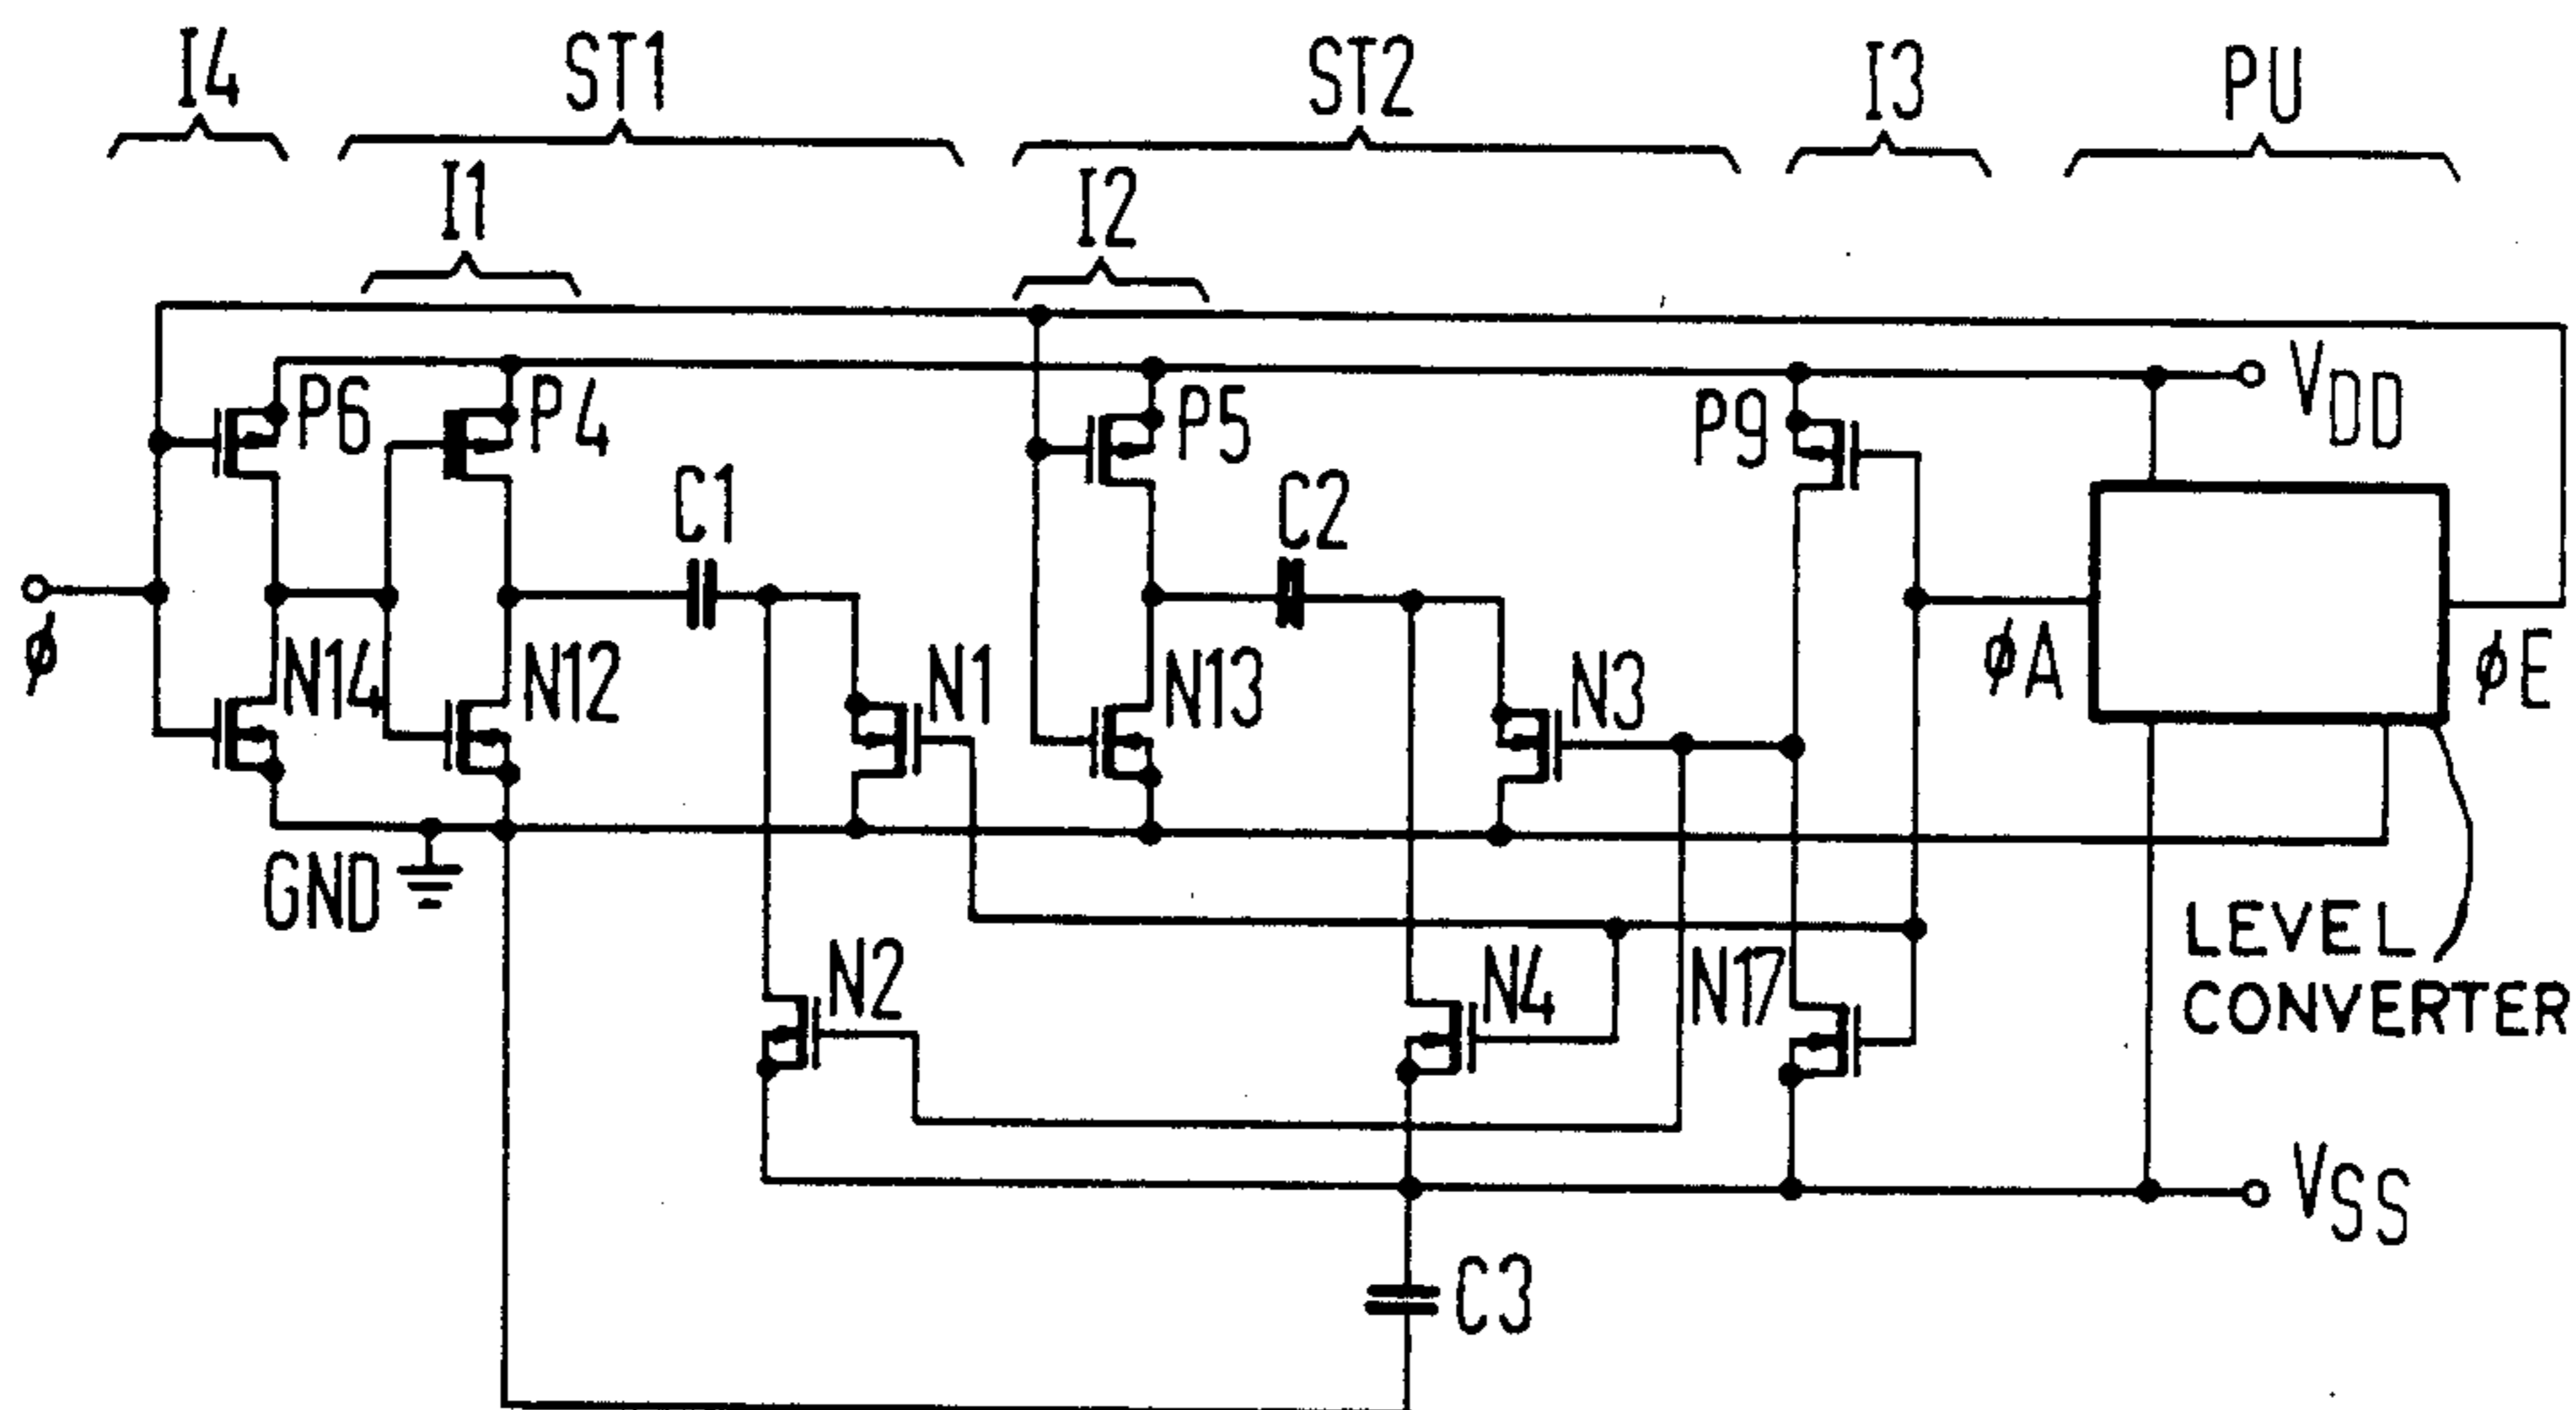 I4 ST1 ST2 I3 PU
I1 I2
P6 P4 P5 P9 VDD
C1 C2
ϕ N14 N12 N1 N13 N3 ϕA ϕE
GND
N2 N4 N17 LEVEL
CONVERTER
VSS
C3